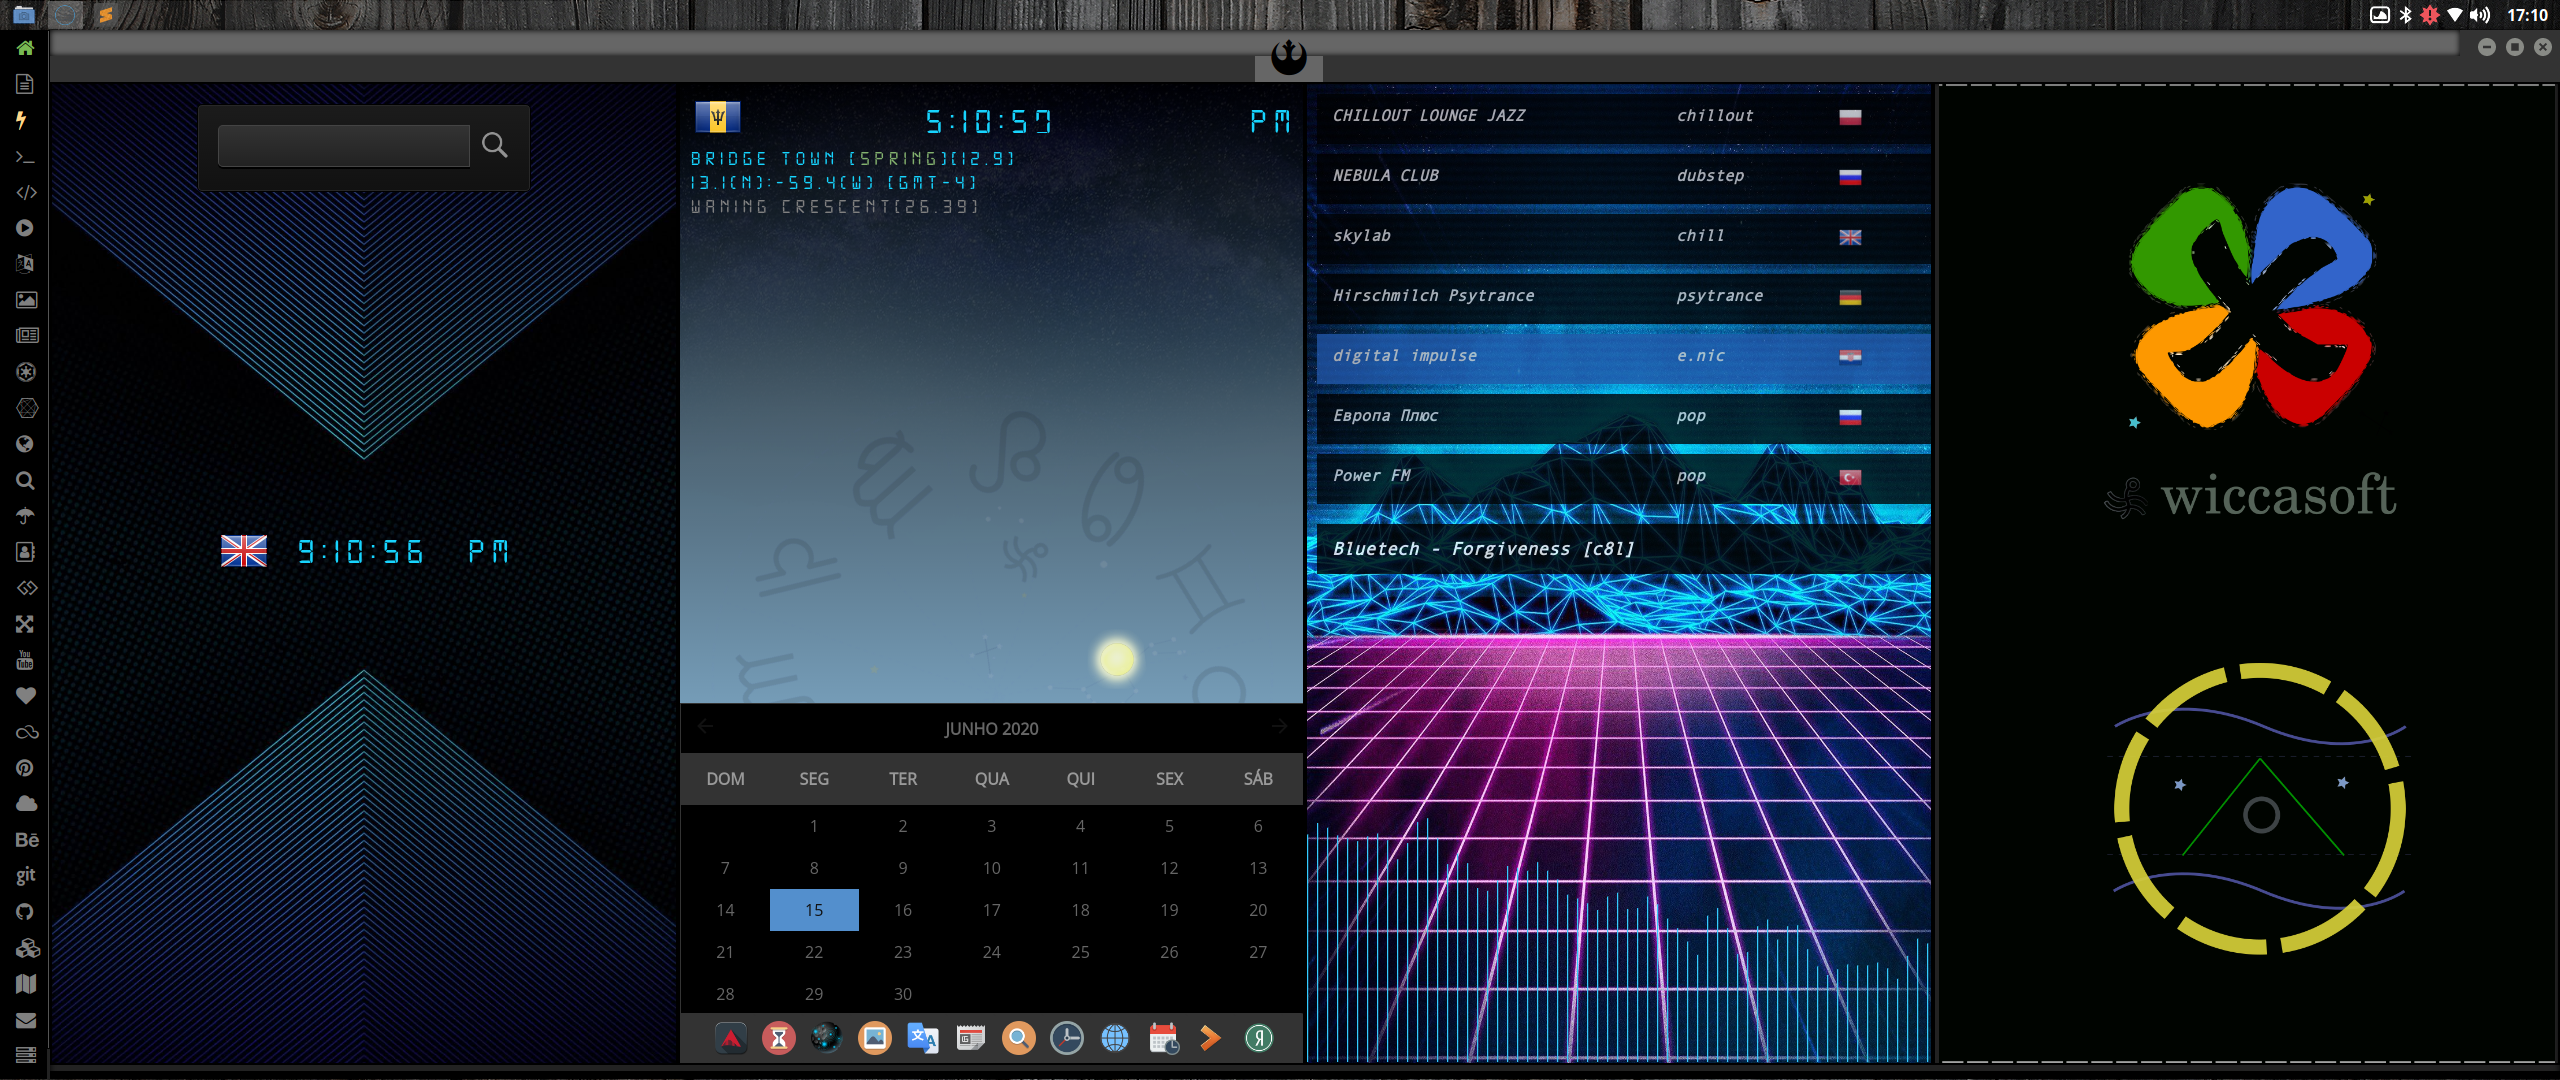 17:10
5:10:57 PM
BRIDGE TOWN [SPRING][12.9]
13.1(N):-59.4(W) [GMT-4]
WANING CRESCENT[26.39]
9:10:56 PM
CHILLOUT LOUNGE JAZZ chillout
NEBULA CLUB dubstep
skylab chill
Hirschmilch Psytrance psytrance
digital impulse e.nic
Европа Плюс pop
Power FM pop
Bluetech - Forgiveness [c8l]
wiccasoft
JUNHO 2020
DOM SEG TER QUA QUI SEX SÁB
1 2 3 4 5 6
7 8 9 10 11 12 13
14 15 16 17 18 19 20
21 22 23 24 25 26 27
28 29 30
You
Tube
Bē
git
Я